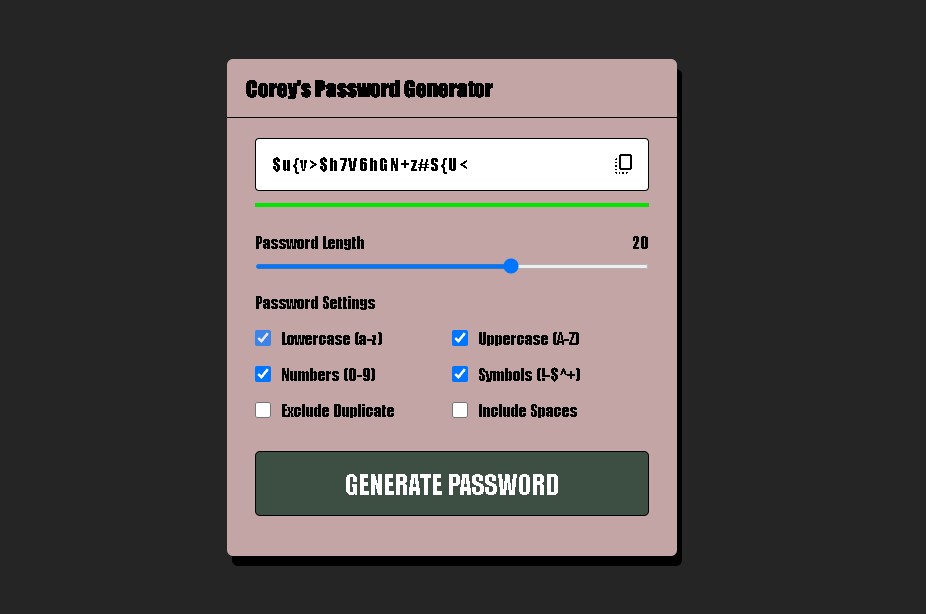 Corey's Password Generator
$u{v>$h7V6hGN+z#S{U<
Password Length 20
Password Settings
Lowercase (a-z) Uppercase (A-Z)
Numbers (0-9) Symbols (!-$^+)
Exclude Duplicate Include Spaces
GENERATE PASSWORD